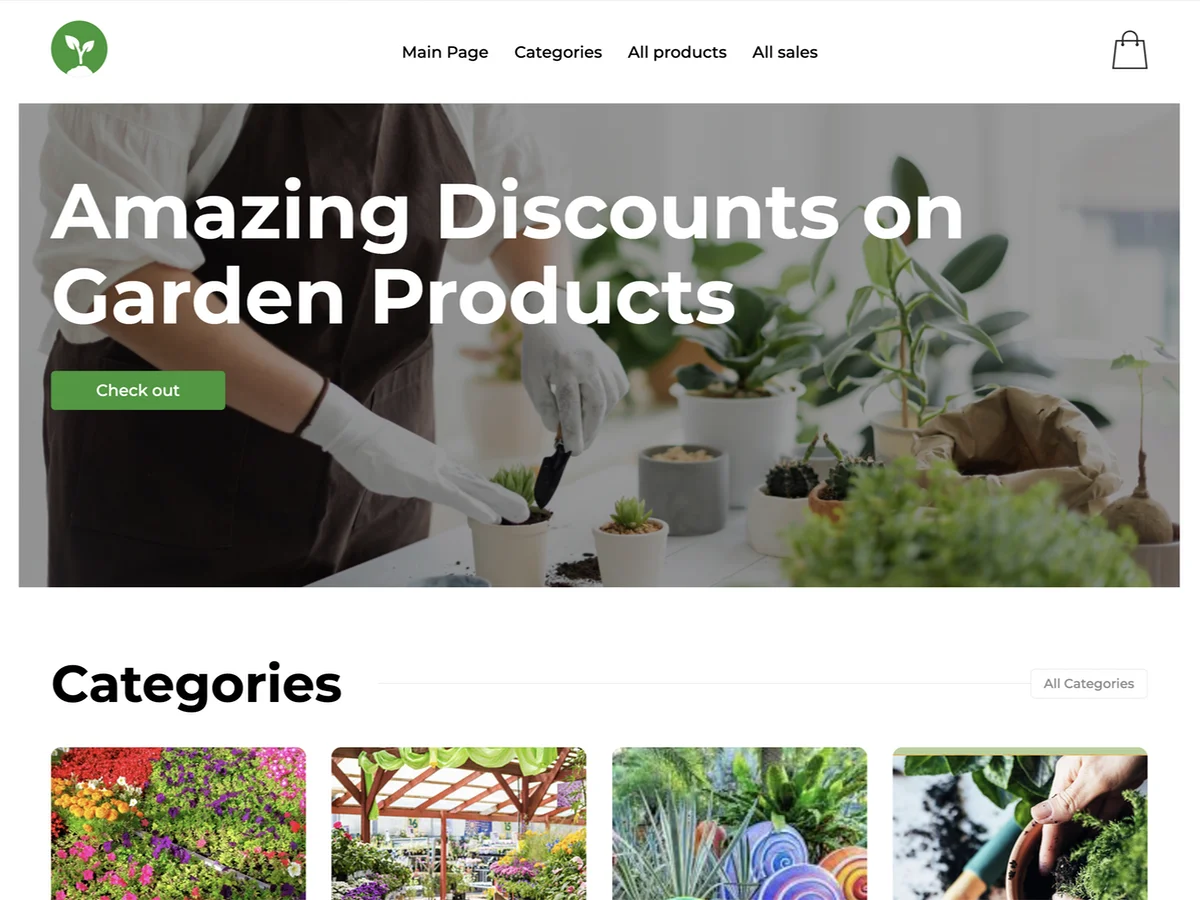 Main Page
Categories
All products
All sales
Amazing Discounts on
Garden Products
Check out
Categories
All Categories